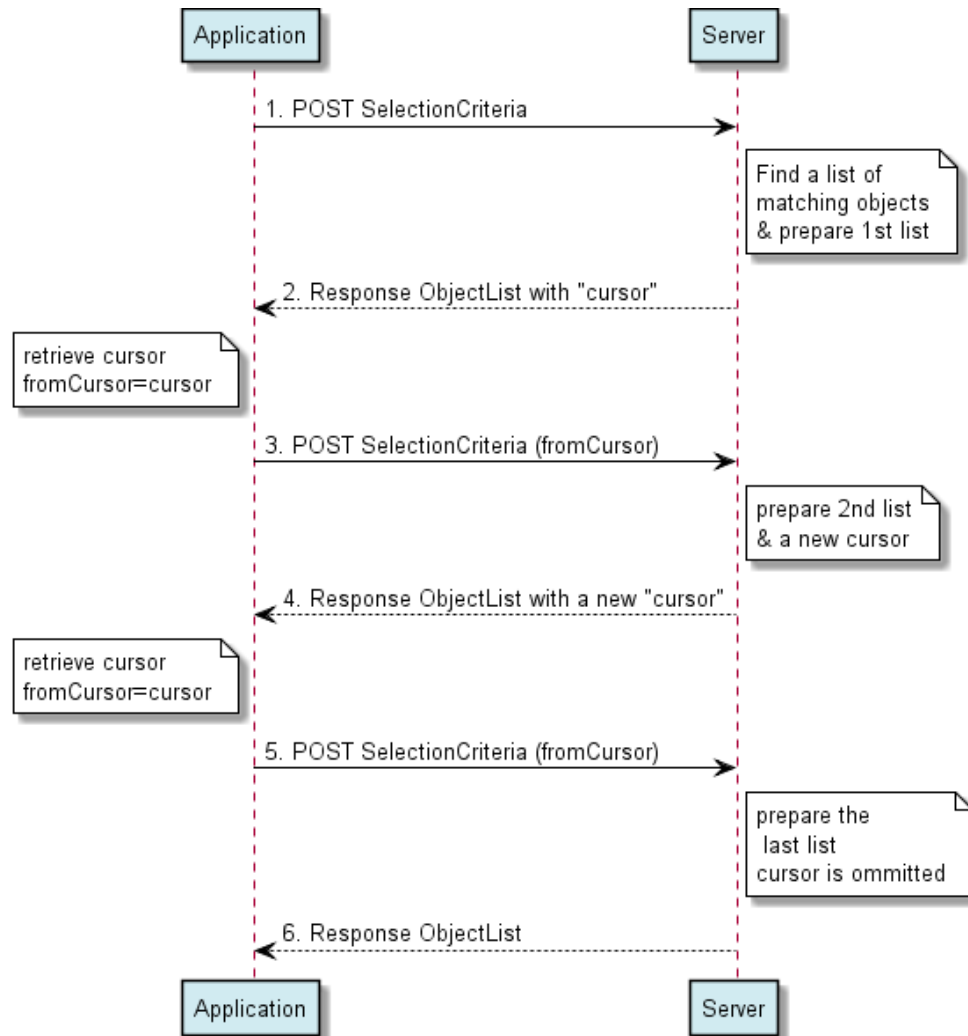 Application
Server
1. POST SelectionCriteria
Find a list of
matching objects
& prepare 1st list
2. Response ObjectList with "cursor"
retrieve cursor
fromCursor=cursor
3. POST SelectionCriteria (fromCursor)
prepare 2nd list
& a new cursor
4. Response ObjectList with a new "cursor"
retrieve cursor
fromCursor=cursor
5. POST SelectionCriteria (fromCursor)
prepare the
last list
cursor is ommitted
6. Response ObjectList
Application
Server